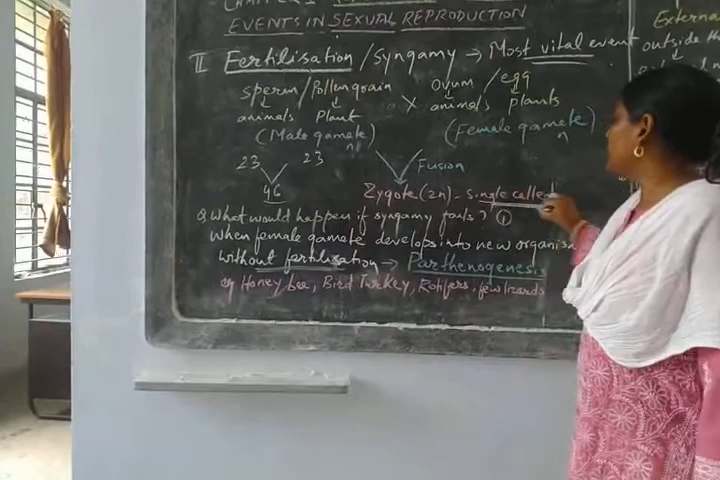 EVENTS IN SEXUAL REPRODUCTION
II Fertilisation / Syngamy → Most vital event
External
outside the
sperm / Pollen grain × Ovum / egg
animals Plant animals plants
(Male gamete) n (Female gamete) n
23 23 Fusion
46 Zygote (2n) - single celled
Q. What would happen if syngamy fails? ①
when female gamete develops into new organism
without fertilisation → Parthenogenesis
eg Honey bee, Bird Turkey, Rotifers, few lizards